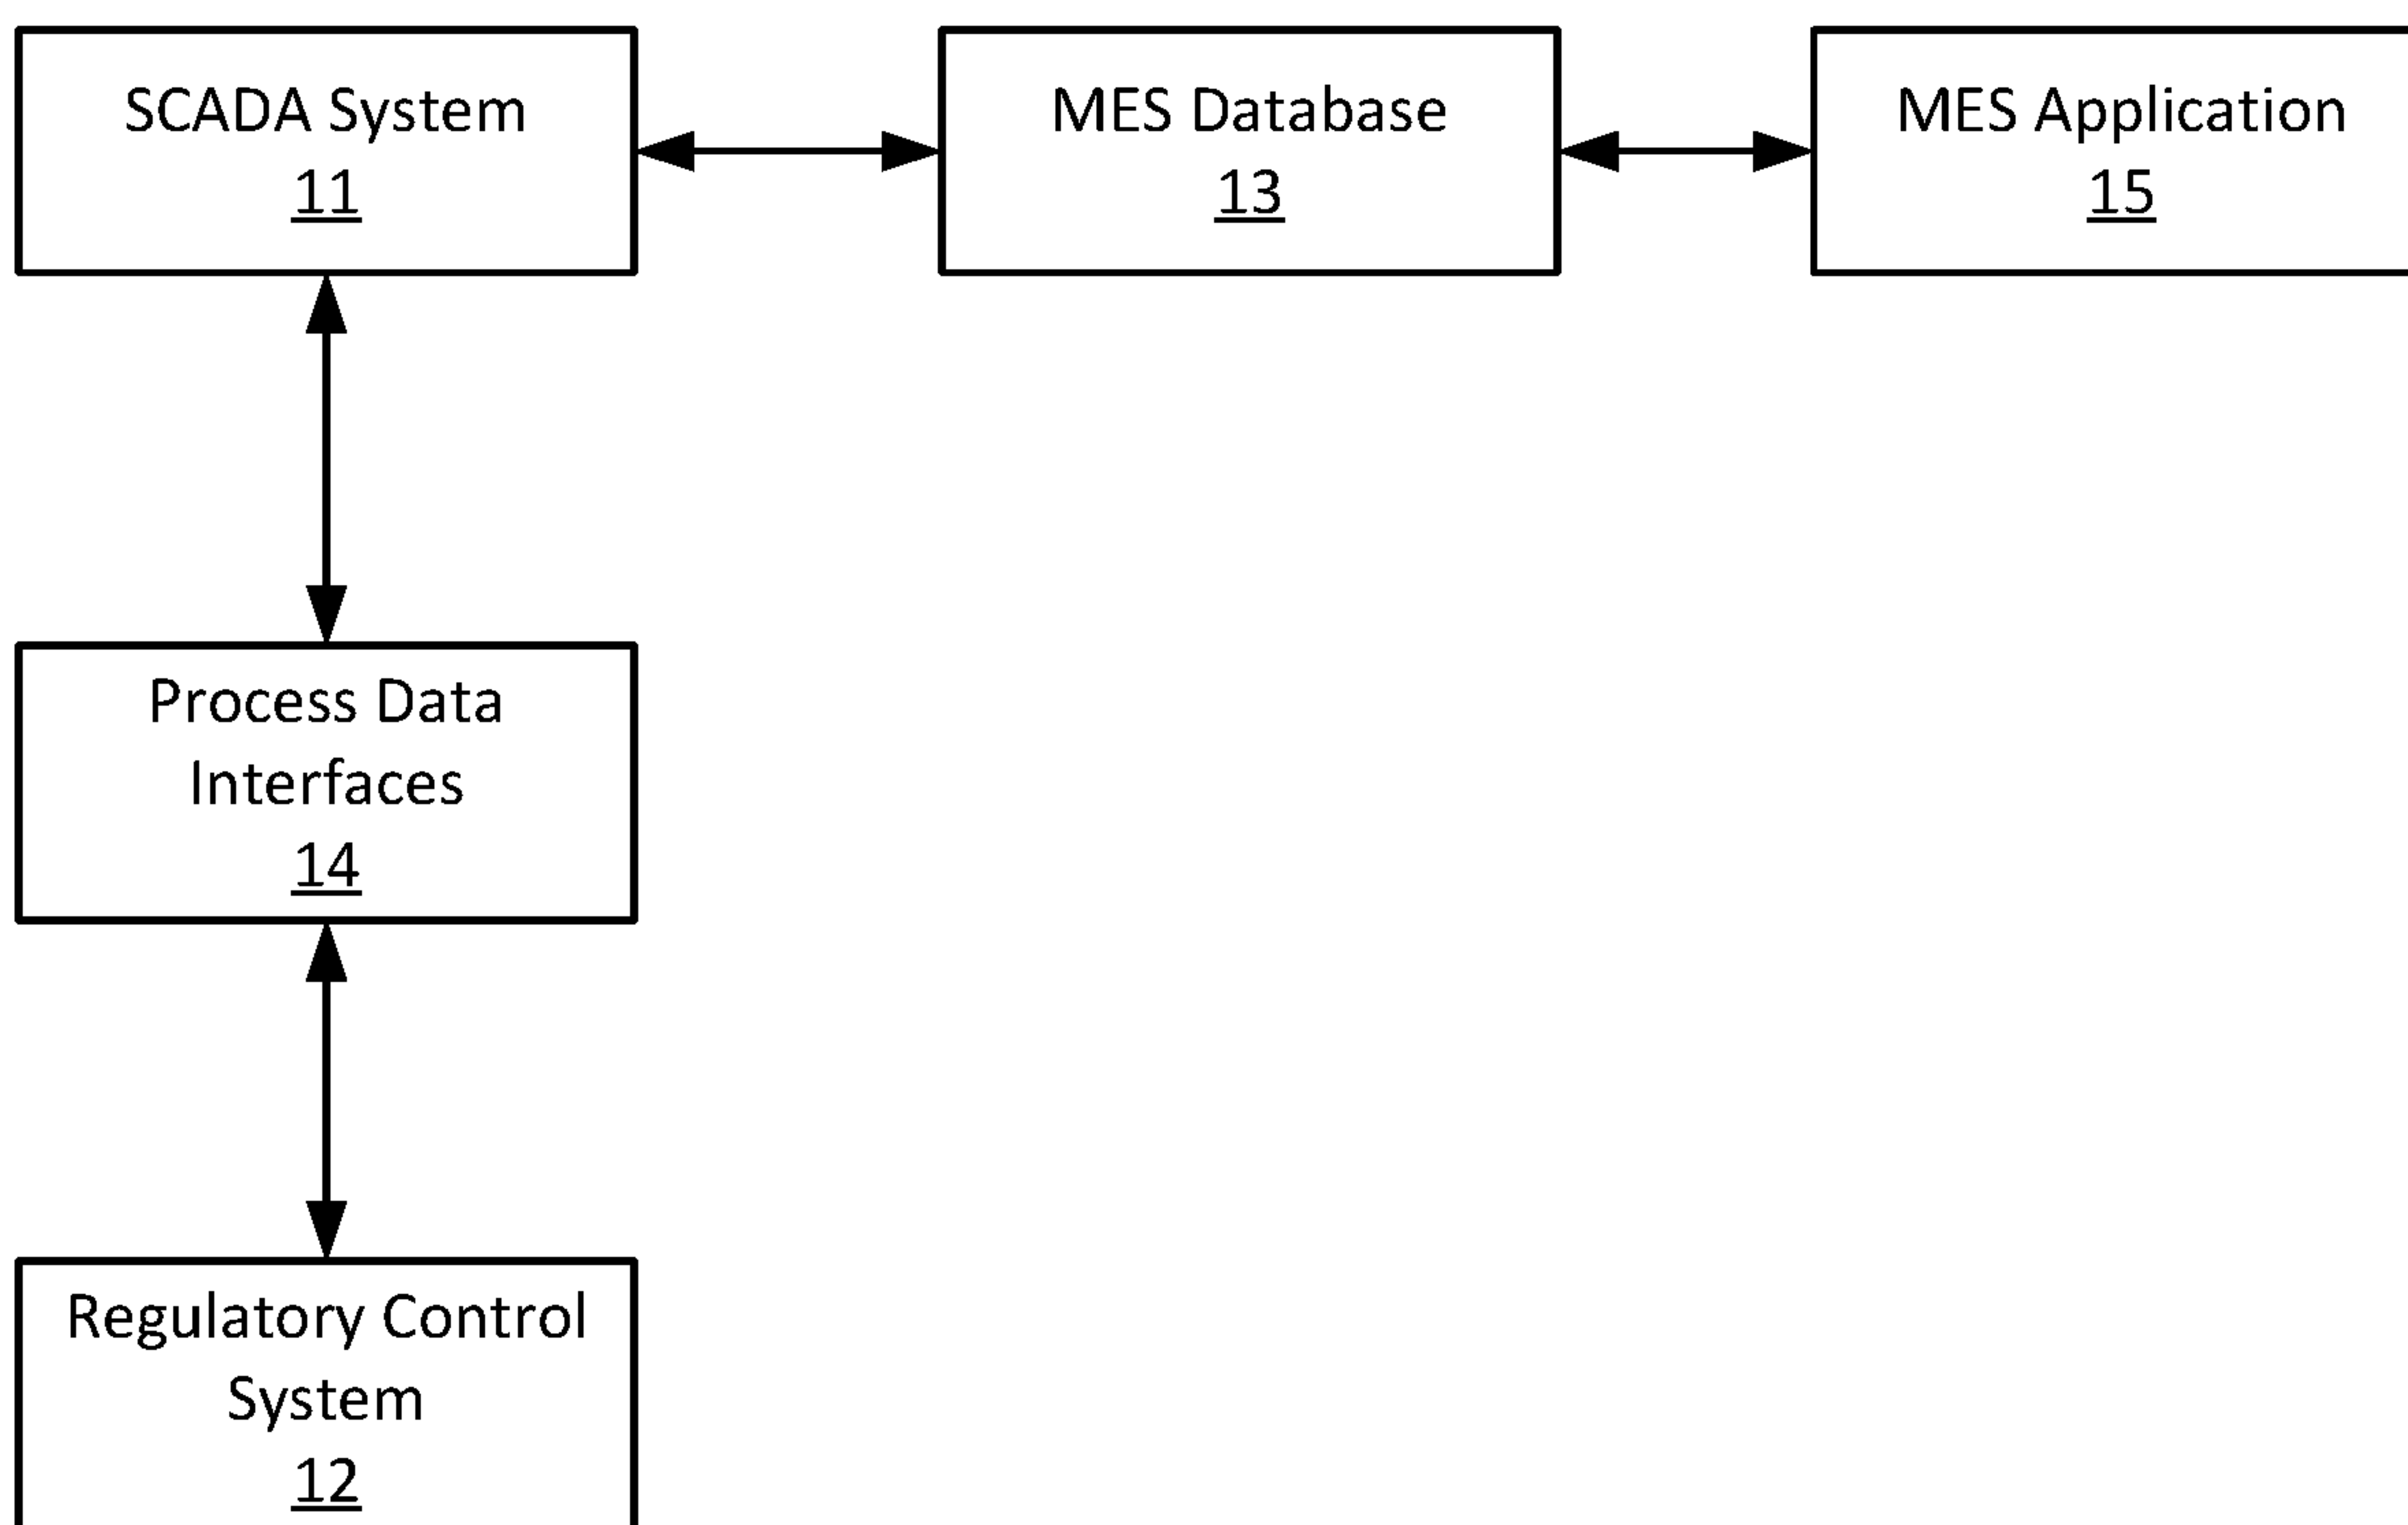 SCADA System
11
MES Database
13
MES Application
15
Process Data
Interfaces
14
Regulatory Control
System
12